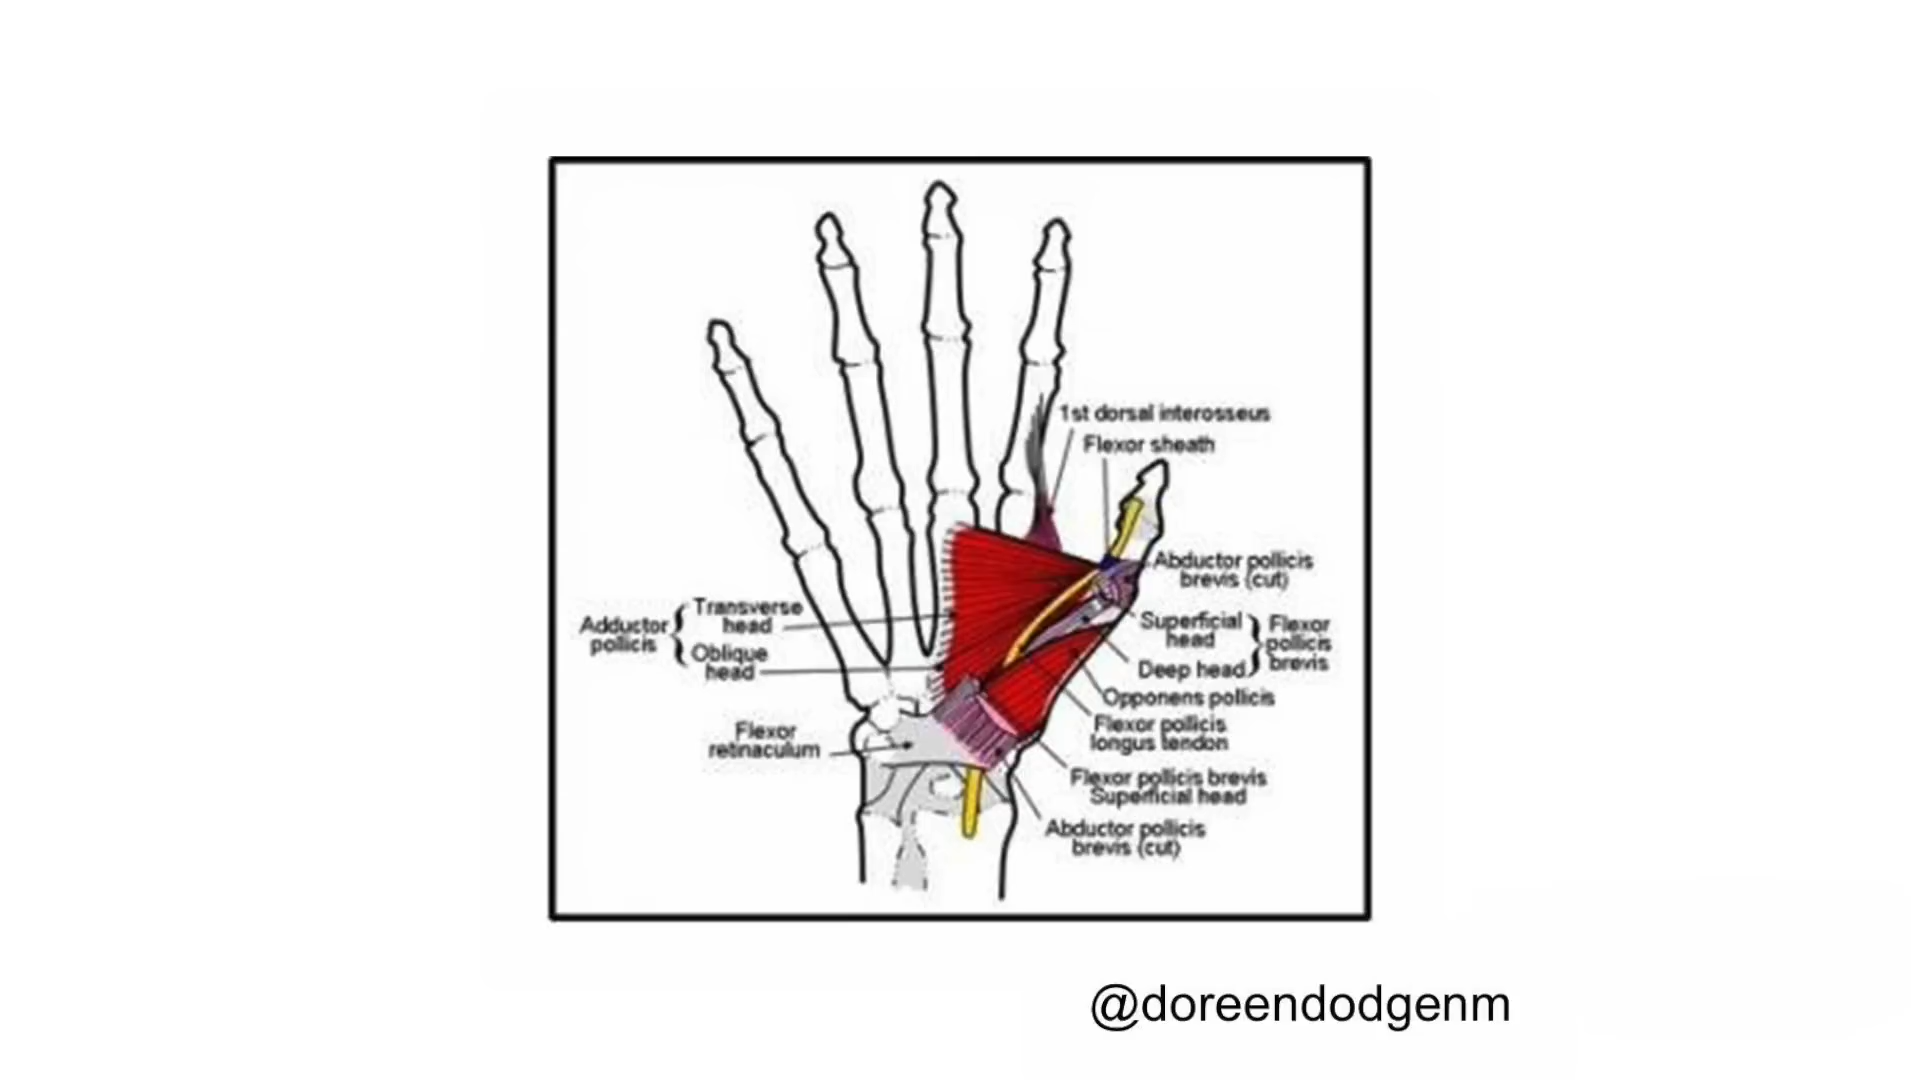 1st dorsal interosseus
Flexor sheath
Abductor pollicis
brevis (cut)
Transverse
head
Adductor
pollicis
Oblique
head
Superficial
head
Flexor
pollicis
brevis
Deep head
Opponens pollicis
Flexor pollicis
longus tendon
Flexor
retinaculum
Flexor pollicis brevis
Superficial head
Abductor pollicis
brevis (cut)
@doreendodgenm